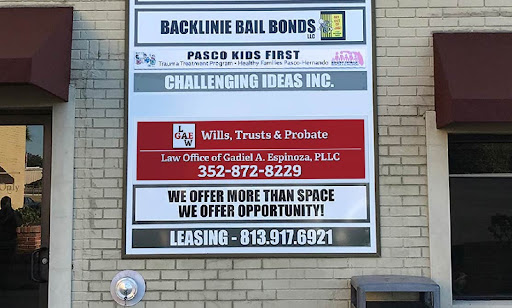 BACKLINIE BAIL BONDS
LLC
PASCO KIDS FIRST
Trauma Treatment Program • Healthy Families Pasco-Hernando
CHALLENGING IDEAS INC.
LAW
GAE
Wills, Trusts & Probate
Law Office of Gadiel A. Espinoza, PLLC
352-872-8229
WE OFFER MORE THAN SPACE
WE OFFER OPPORTUNITY!
LEASING - 813.917.6921